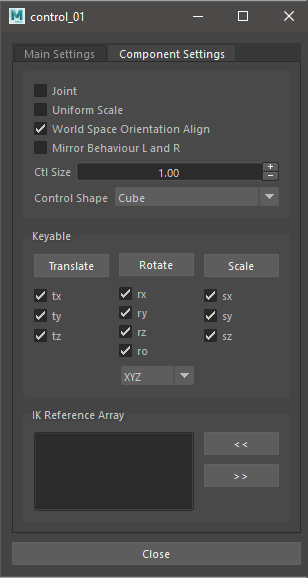 control_01
Main Settings Component Settings
Joint
Uniform Scale
World Space Orientation Align
Mirror Behaviour L and R
Ctl Size 1.00 + −
Control Shape Cube
Keyable
Translate Rotate Scale
tx rx sx
ty ry sy
tz rz sz
ro
XYZ
IK Reference Array
<<
>>
Close